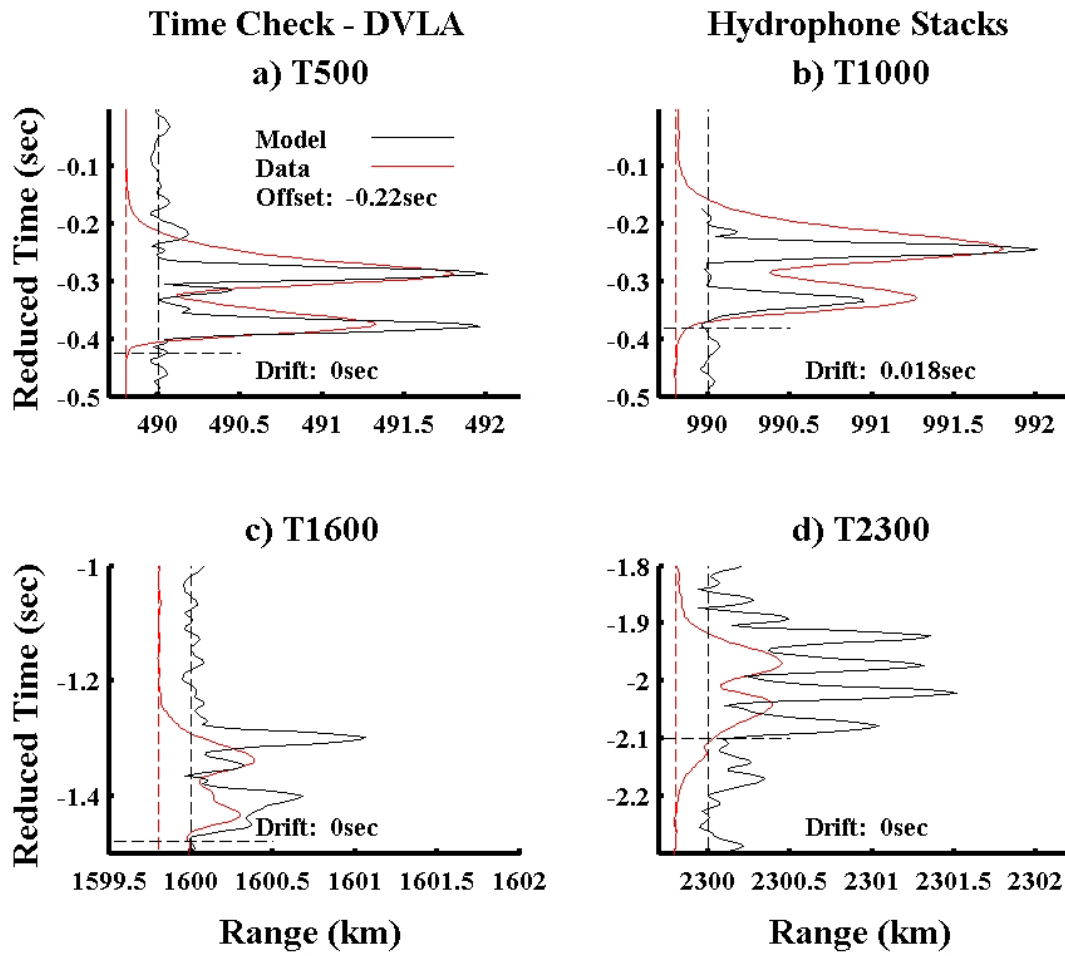 Time Check - DVLA
Hydrophone Stacks
a) T500
b) T1000
Reduced Time (sec)
-0.1
-0.2
-0.3
-0.4
-0.5
Model
Data
Offset: -0.22sec
Drift: 0sec
490
490.5
491
491.5
492
-0.1
-0.2
-0.3
-0.4
-0.5
Drift: 0.018sec
990
990.5
991
991.5
992
c) T1600
d) T2300
Reduced Time (sec)
-1
-1.2
-1.4
Drift: 0sec
1599.5
1600
1600.5
1601
1601.5
1602
Range (km)
-1.8
-1.9
-2
-2.1
-2.2
Drift: 0sec
2300
2300.5
2301
2301.5
2302
Range (km)